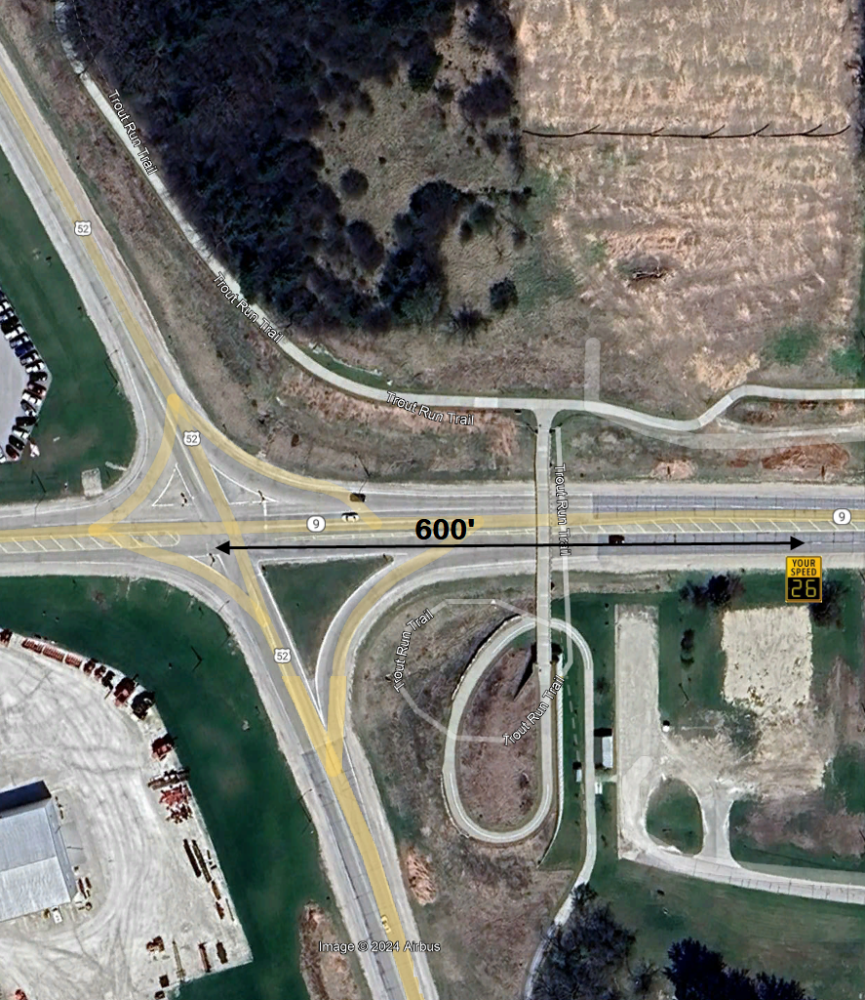 Trout Run Trail
52
Trout Run Trail
Trout Run Trail
52
Trout Run Trail
9
600'
9
YOUR
SPEED
26
Trout Run Trail
52
Trout Run Trail
Image © 2024 Airbus